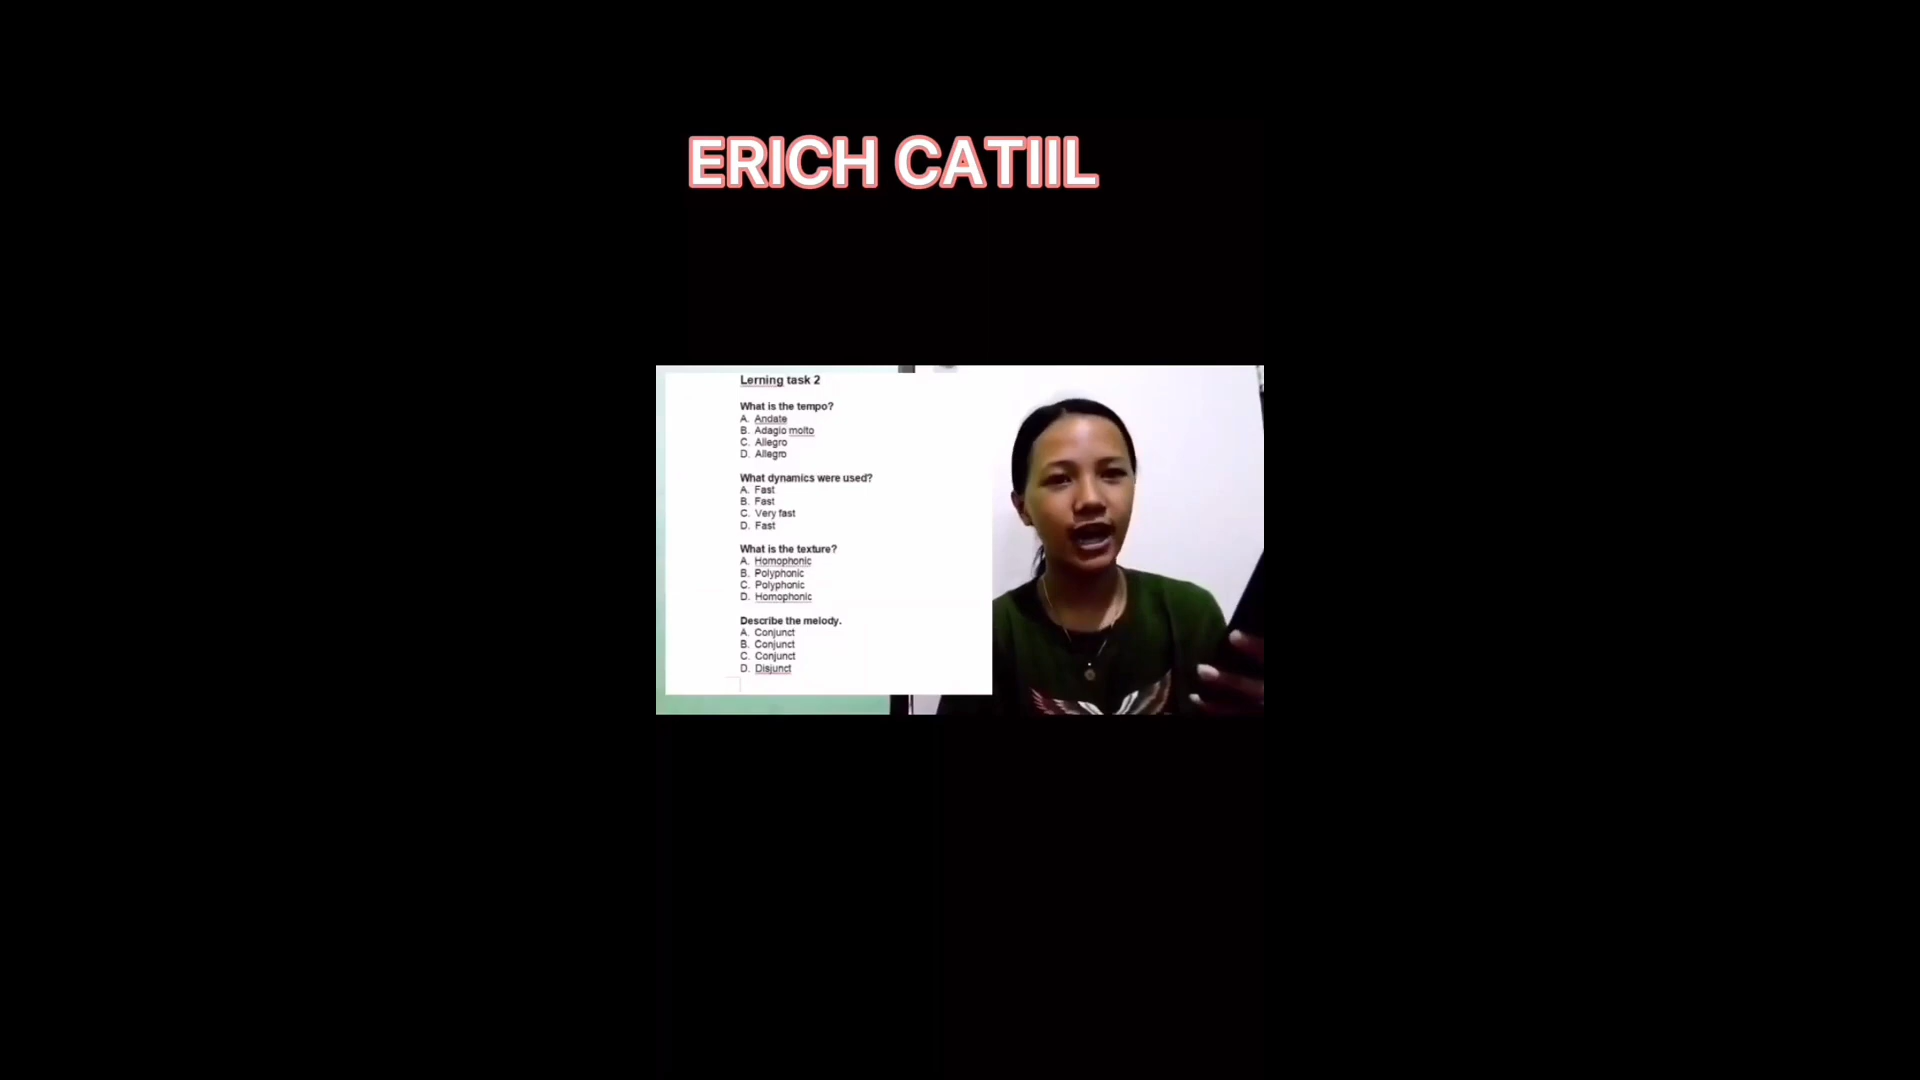 ERICH CATIIL
Lerning task 2
What is the tempo?
A. Andate
B. Adagio molto
C. Allegro
D. Allegro
What dynamics were used?
A. Fast
B. Fast
C. Very fast
D. Fast
What is the texture?
A. Homophonic
B. Polyphonic
C. Polyphonic
D. Homophonic
Describe the melody.
A. Conjunct
B. Conjunct
C. Conjunct
D. Disjunct